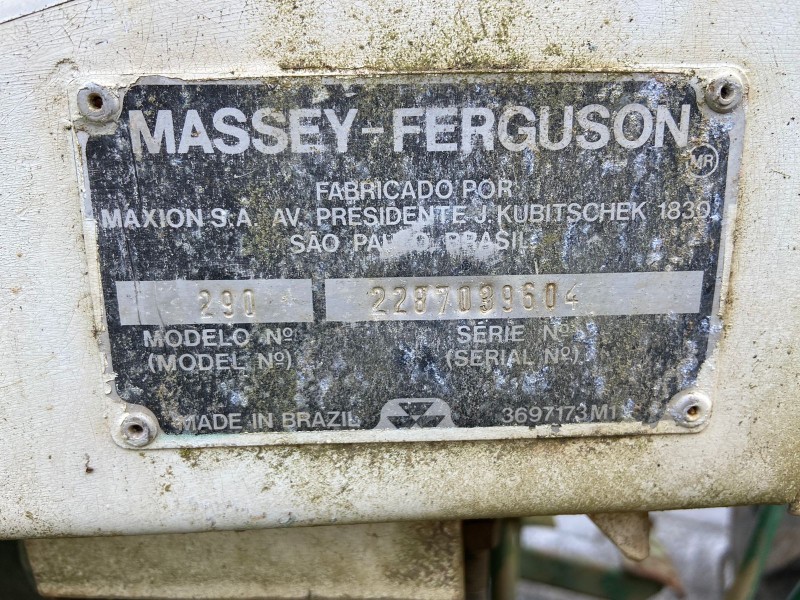 MASSEY-FERGUSON
MR
FABRICADO POR
MAXION S.A. AV. PRESIDENTE J. KUBITSCHEK 1830
SÃO PAULO BRASIL
290 2287039604
MODELO Nº SÉRIE Nº
(MODEL Nº) (SERIAL Nº)
MADE IN BRAZIL 3697173M1